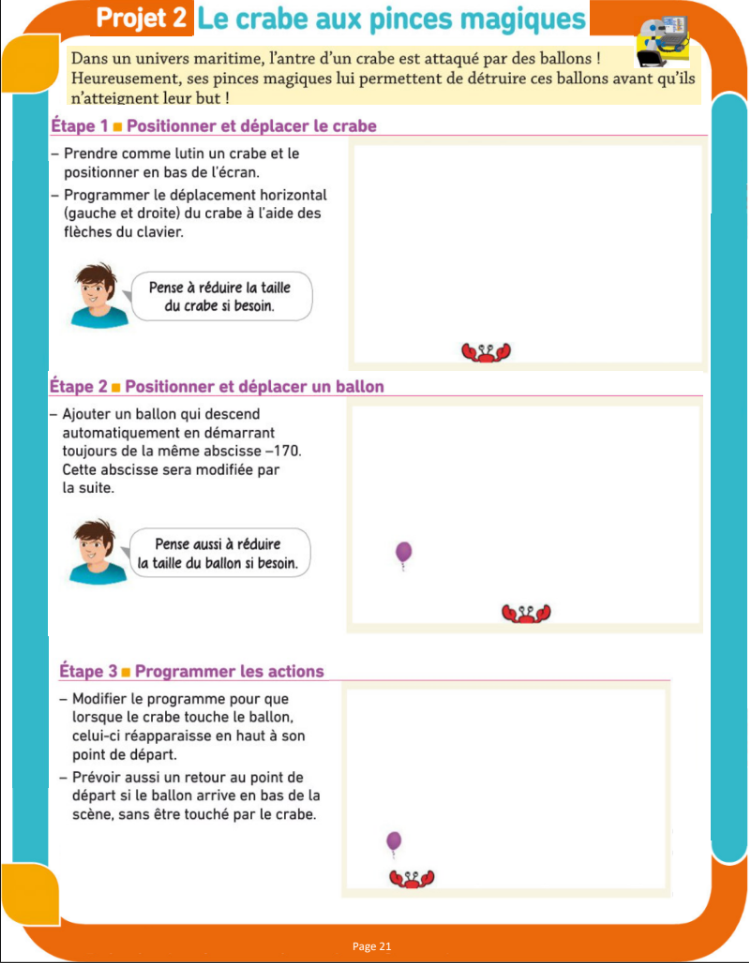 Projet 2 Le crabe aux pinces magiques
Dans un univers maritime, l'antre d'un crabe est attaqué par des ballons !
Heureusement, ses pinces magiques lui permettent de détruire ces ballons avant qu'ils
n'atteignent leur but !
Étape 1 ■ Positionner et déplacer le crabe
– Prendre comme lutin un crabe et le
positionner en bas de l'écran.
– Programmer le déplacement horizontal
(gauche et droite) du crabe à l'aide des
flèches du clavier.
Pense à réduire la taille
du crabe si besoin.
Étape 2 ■ Positionner et déplacer un ballon
– Ajouter un ballon qui descend
automatiquement en démarrant
toujours de la même abscisse –170.
Cette abscisse sera modifiée par
la suite.
Pense aussi à réduire
la taille du ballon si besoin.
Étape 3 ■ Programmer les actions
– Modifier le programme pour que
lorsque le crabe touche le ballon,
celui-ci réapparaisse en haut à son
point de départ.
– Prévoir aussi un retour au point de
départ si le ballon arrive en bas de la
scène, sans être touché par le crabe.
Page 21